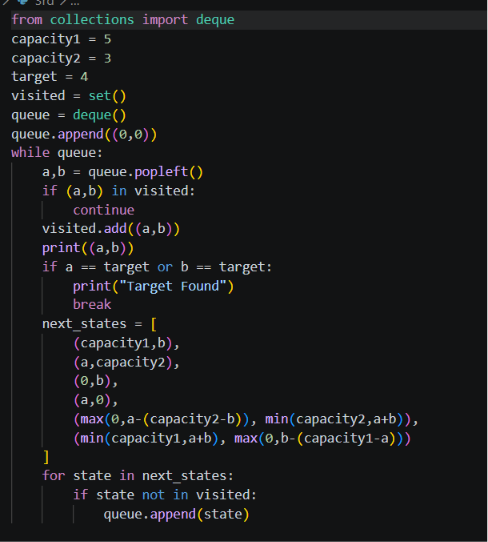 3rd > ...
from collections import deque
capacity1 = 5
capacity2 = 3
target = 4
visited = set()
queue = deque()
queue.append((0,0))
while queue:
    a,b = queue.popleft()
    if (a,b) in visited:
        continue
    visited.add((a,b))
    print((a,b))
    if a == target or b == target:
        print("Target Found")
        break
    next_states = [
        (capacity1,b),
        (a,capacity2),
        (0,b),
        (a,0),
        (max(0,a-(capacity2-b)), min(capacity2,a+b)),
        (min(capacity1,a+b), max(0,b-(capacity1-a)))
    ]
    for state in next_states:
        if state not in visited:
            queue.append(state)